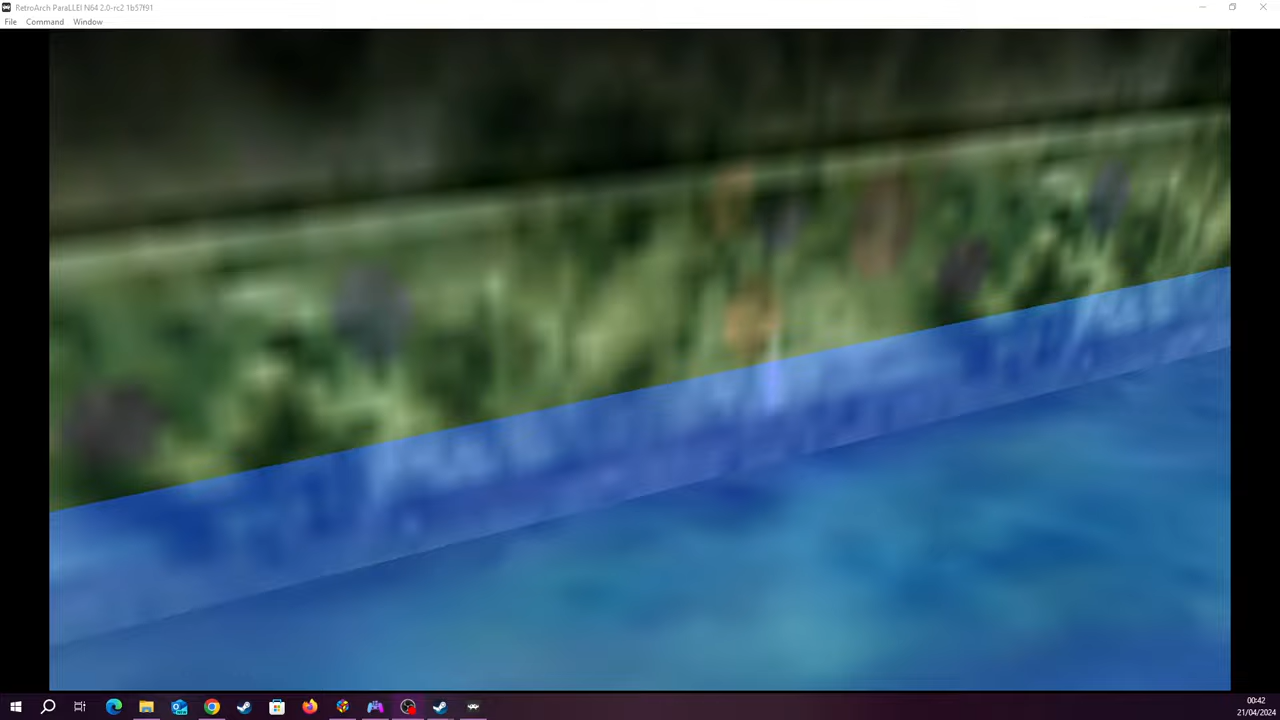 RetroArch ParaLLEl N64 2.0-rc2 1b57f91
File Command Window
00:42
21/04/2024